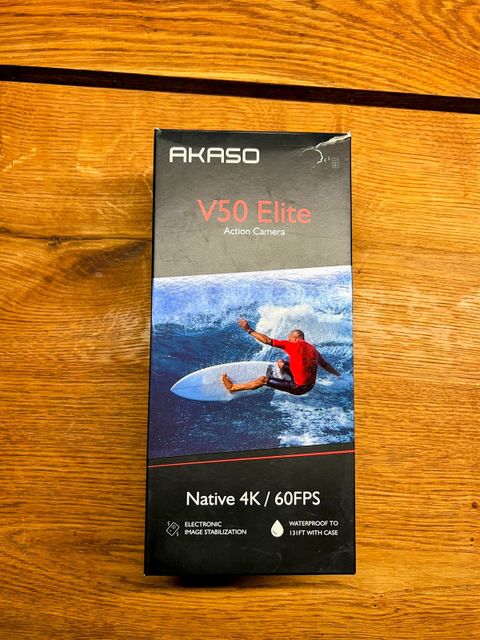 AKASO
V50 Elite
Action Camera
Native 4K / 60FPS
ELECTRONIC
IMAGE STABILIZATION
WATERPROOF TO
131FT WITH CASE